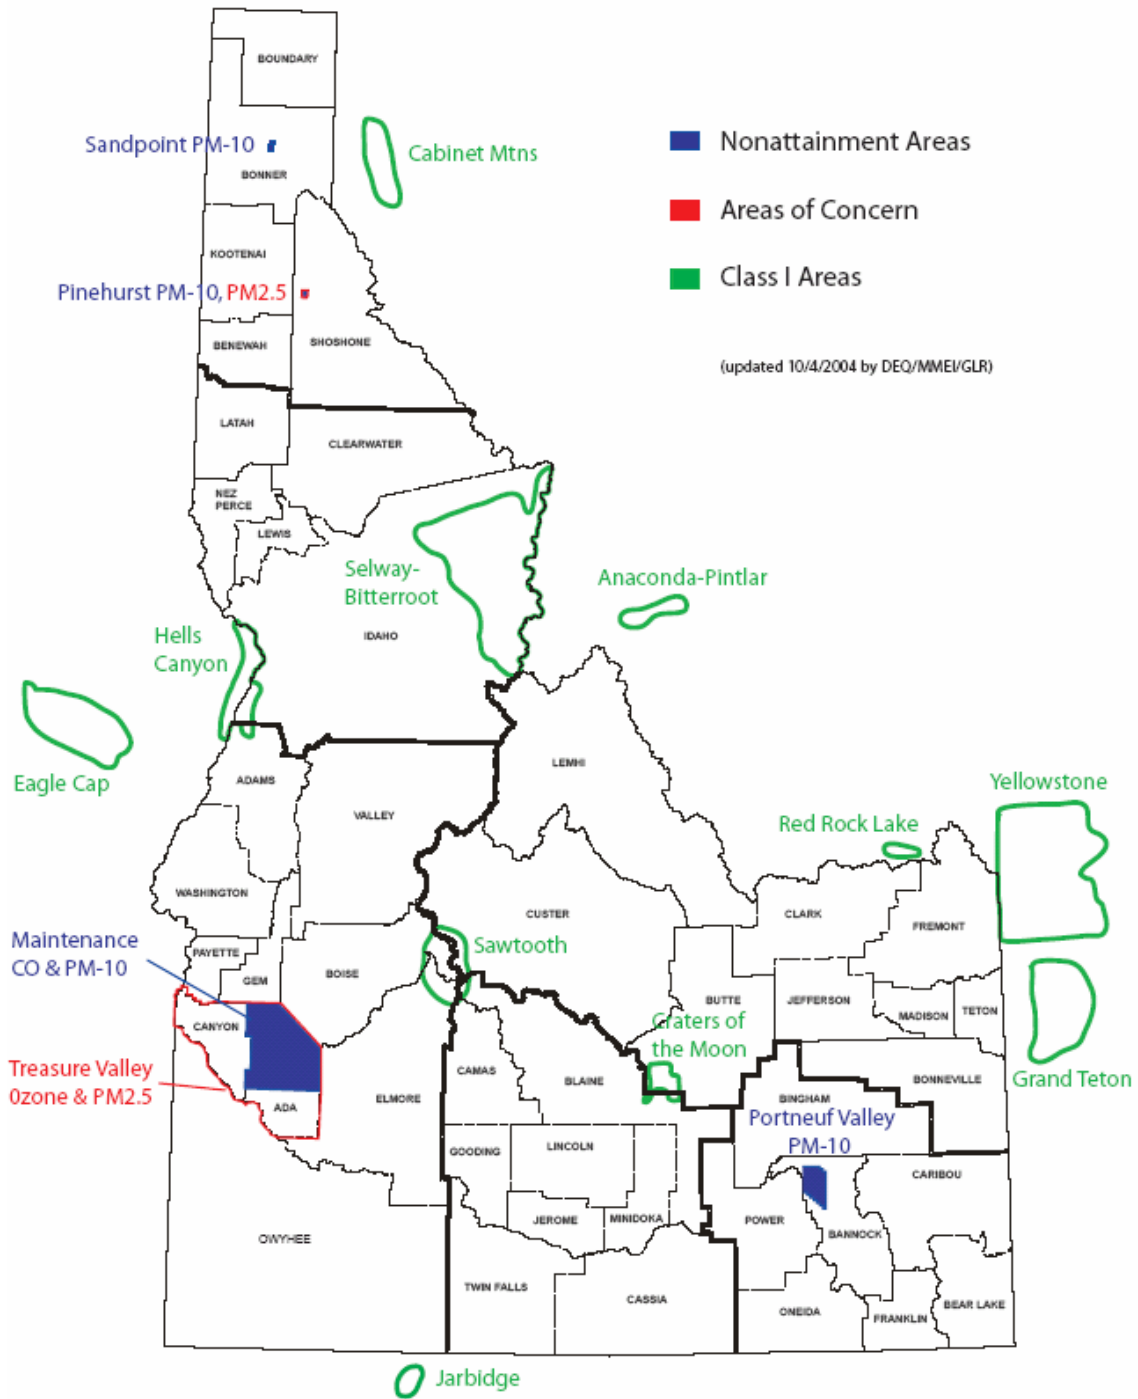 BOUNDARY
Sandpoint PM-10
BONNER
Cabinet Mtns
Nonattainment Areas
Areas of Concern
Class I Areas
(updated 10/4/2004 by DEQ/MMEI/GLR)
KOOTENAI
Pinehurst PM-10, PM2.5
BENEWAH
SHOSHONE
LATAH
CLEARWATER
NEZ
PERCE
LEWIS
Selway-
Bitterroot
Anaconda-Pintlar
IDAHO
Hells
Canyon
Eagle Cap
ADAMS
VALLEY
LEMHI
Yellowstone
Red Rock Lake
WASHINGTON
CUSTER
CLARK
FREMONT
Maintenance
CO & PM-10
PAYETTE
GEM
BOISE
Sawtooth
BUTTE
JEFFERSON
MADISON
TETON
CANYON
Craters of
the Moon
Treasure Valley
0zone & PM2.5
ADA
ELMORE
CAMAS
BLAINE
BINGHAM
BONNEVILLE
Grand Teton
Portneuf Valley
PM-10
GOODING
LINCOLN
CARIBOU
JEROME
MINIDOKA
POWER
BANNOCK
OWYHEE
TWIN FALLS
CASSIA
ONEIDA
FRANKLIN
BEAR LAKE
Jarbidge